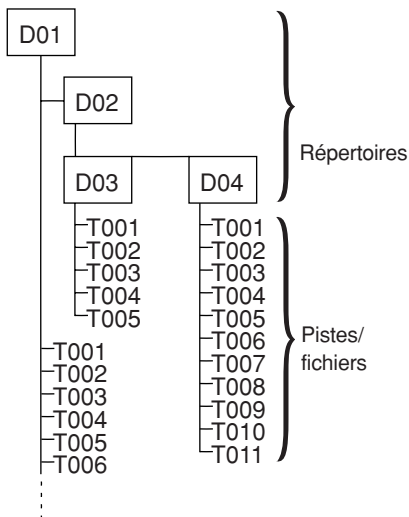 D01
D02
Répertoires
D03
D04
T001
T002
T003
T004
T005
T001
T002
T003
T004
T005
T006
T007
T008
T009
T010
T011
Pistes/
fichiers
T001
T002
T003
T004
T005
T006